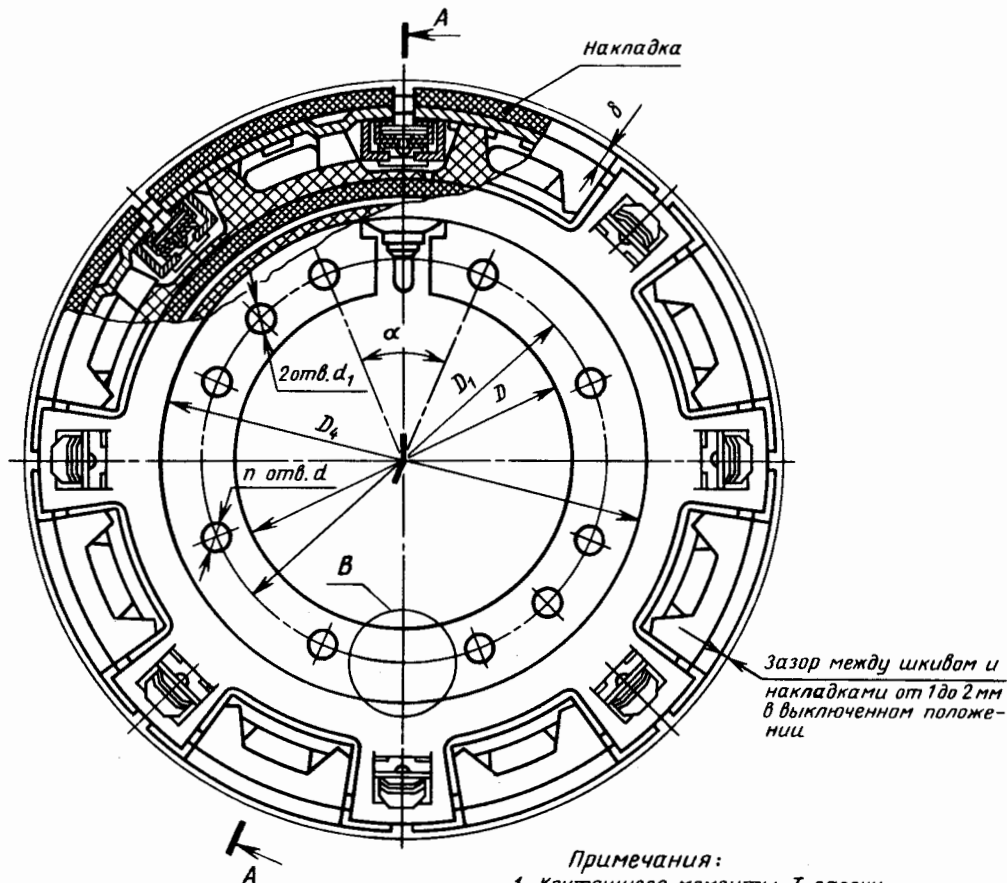 А
Накладка
δ
α
D₁
D
2отв. d₁
D₄
n отв. d
В
Зазор между шкивом и
накладками от 1 до 2 мм
в выключенном положе-
нии
А
Примечания: